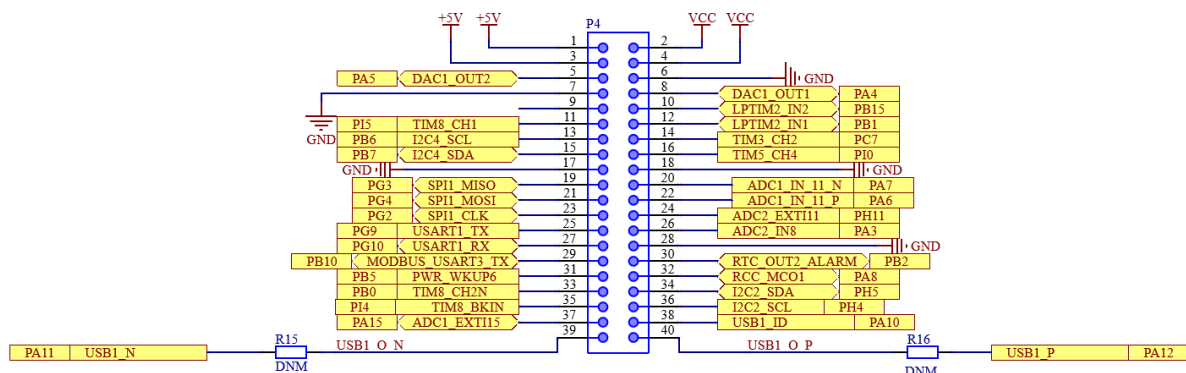 +5V +5V P4 VCC VCC
1 2
3 4
PA5 DAC1_OUT2 5 6 GND
7 8 DAC1_OUT1 PA4
9 10 LPTIM2_IN2 PB15
PI5 TIM8_CH1 11 12 LPTIM2_IN1 PB1
GND PB6 I2C4_SCL 13 14 TIM3_CH2 PC7
PB7 I2C4_SDA 15 16 TIM5_CH4 PI0
GND 17 18 GND
PG3 SPI1_MISO 19 20 ADC1_IN_11_N PA7
PG4 SPI1_MOSI 21 22 ADC1_IN_11_P PA6
PG2 SPI1_CLK 23 24 ADC2_EXTI11 PH11
PG9 USART1_TX 25 26 ADC2_IN8 PA3
PG10 USART1_RX 27 28 GND
PB10 MODBUS_USART3_TX 29 30 RTC_OUT2_ALARM PB2
PB5 PWR_WKUP6 31 32 RCC_MCO1 PA8
PB0 TIM8_CH2N 33 34 I2C2_SDA PH5
PI4 TIM8_BKIN 35 36 I2C2_SCL PH4
PA15 ADC1_EXTI15 37 38 USB1_ID PA10
R15 39 40 R16
PA11 USB1_N USB1_O_N USB1_O_P USB1_P PA12
DNM DNM